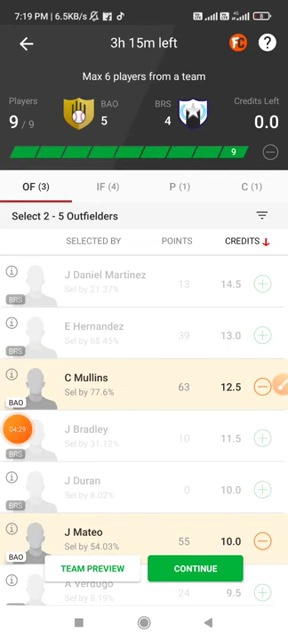 7:19 PM | 6.5KB/s
3h 15m left
FC
?
Max 6 players from a team
Players
9 / 9
BAO
5
BRS
4
Credits Left
0.0
9
OF (3)
IF (4)
P (1)
C (1)
Select 2 - 5 Outfielders
SELECTED BY
POINTS
CREDITS
J Daniel Martinez
Sel by 21.37%
13
14.5
BRS
E Hernandez
Sel by 68.45%
39
13.0
BRS
C Mullins
Sel by 77.6%
63
12.5
BAO
04:29
J Bradley
Sel by 31.12%
10
11.5
BRS
J Duran
Sel by 8.02%
0
10.0
BRS
J Mateo
Sel by 54.03%
55
10.0
BAO
TEAM PREVIEW
CONTINUE
A Verdugo
Sel by 8.19%
24
9.5
BRS